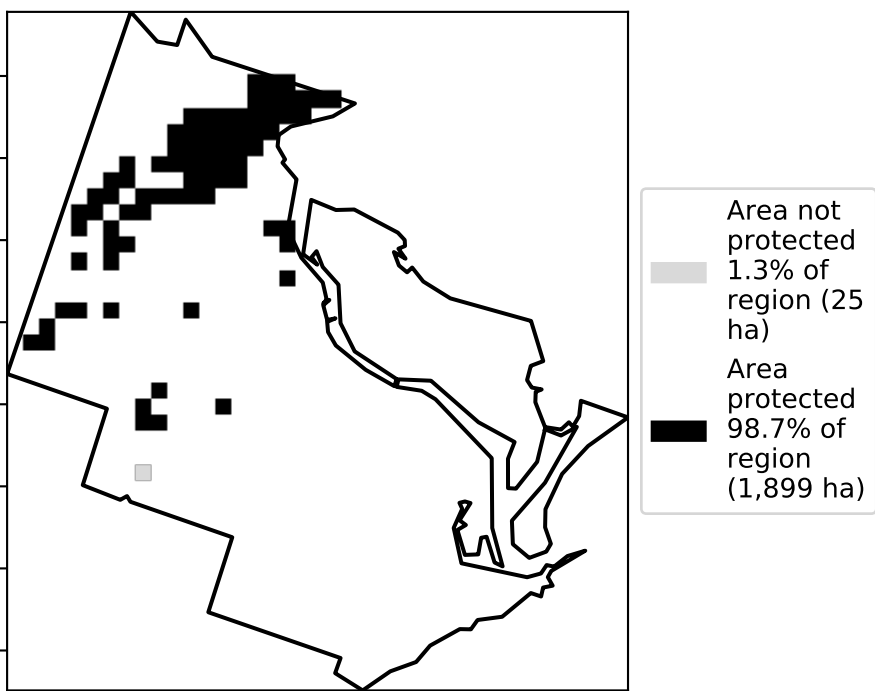 Area not
protected
1.3% of
region (25
ha)
Area
protected
98.7% of
region
(1,899 ha)